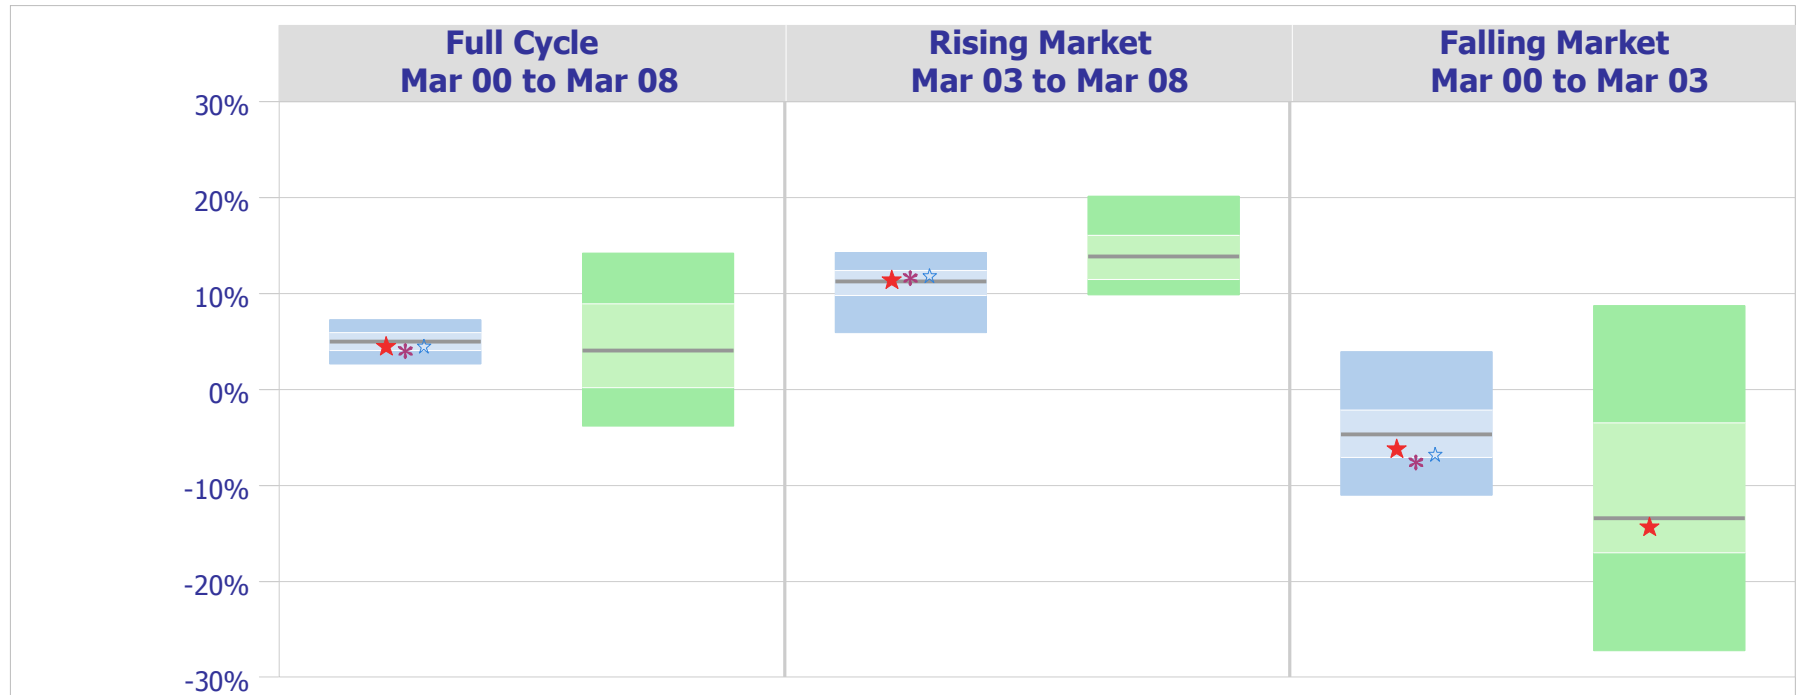 Full Cycle
Mar 00 to Mar 08
Rising Market
Mar 03 to Mar 08
Falling Market
Mar 00 to Mar 03
30%
20%
10%
0%
-10%
-20%
-30%